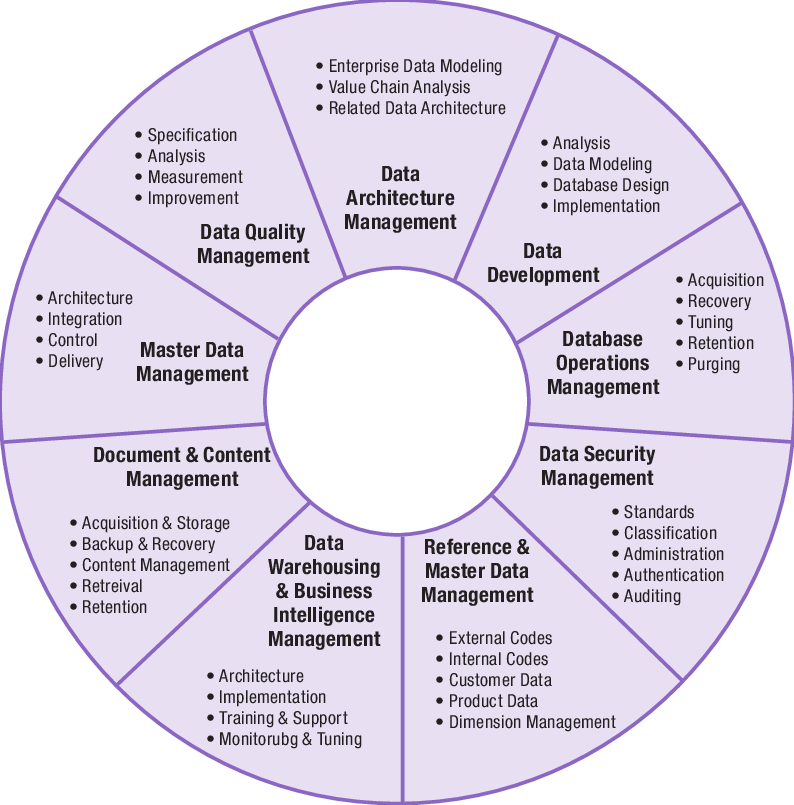 • Enterprise Data Modeling
• Value Chain Analysis
• Related Data Architecture
Data
Architecture
Management
• Analysis
• Data Modeling
• Database Design
• Implementation
Data
Development
• Acquisition
• Recovery
• Tuning
• Retention
• Purging
Database
Operations
Management
Data Security
Management
• Standards
• Classification
• Administration
• Authentication
• Auditing
Reference &
Master Data
Management
• External Codes
• Internal Codes
• Customer Data
• Product Data
• Dimension Management
Data
Warehousing
& Business
Intelligence
Management
• Architecture
• Implementation
• Training & Support
• Monitorubg & Tuning
Document & Content
Management
• Acquisition & Storage
• Backup & Recovery
• Content Management
• Retreival
• Retention
• Architecture
• Integration
• Control
• Delivery
Master Data
Management
• Specification
• Analysis
• Measurement
• Improvement
Data Quality
Management